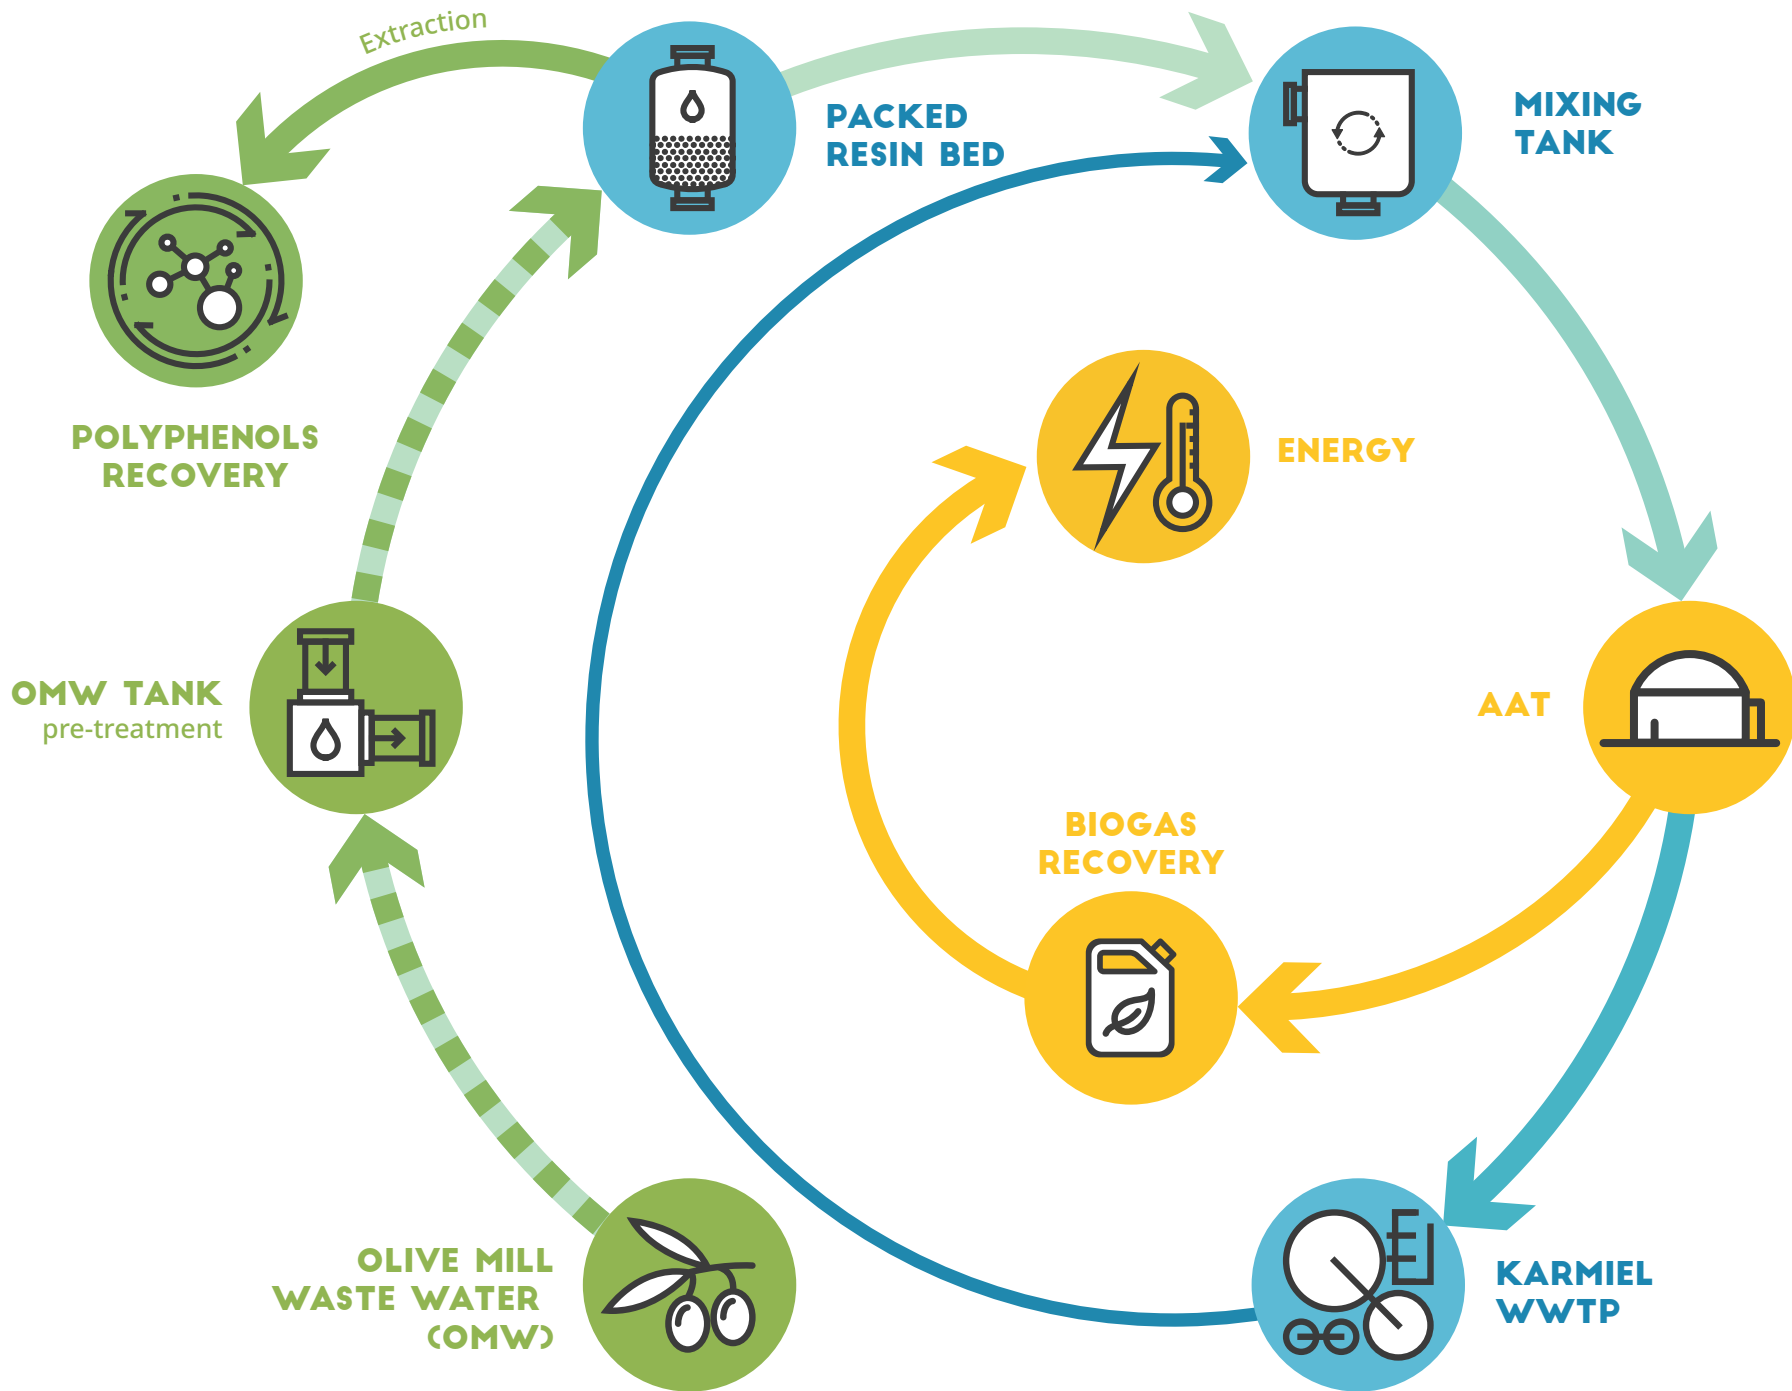 Extraction
PACKED
RESIN BED
MIXING
TANK
POLYPHENOLS
RECOVERY
ENERGY
OMW TANK
pre-treatment
AAT
BIOGAS
RECOVERY
OLIVE MILL
WASTE WATER
(OMW)
KARMIEL
WWTP